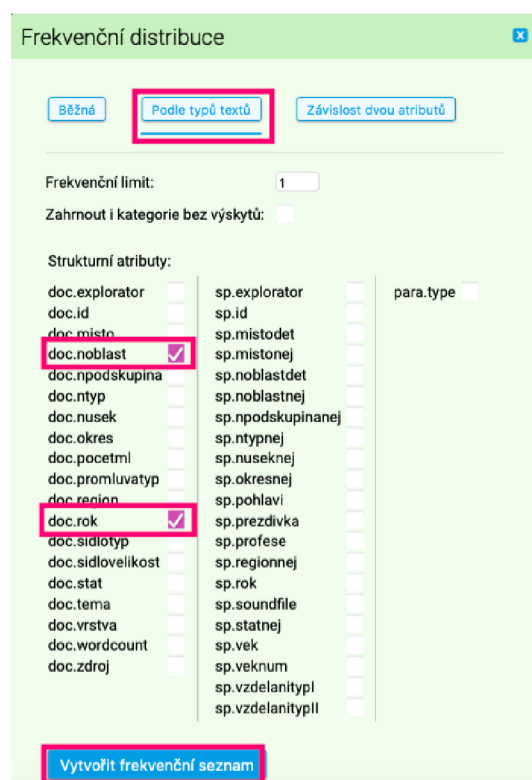 Frekvenční distribuce
x
Běžná
Podle typů textů
Závislost dvou atributů
Frekvenční limit:
1
Zahrnout i kategorie bez výskytů:
Strukturní atributy:
doc.explorator
doc.id
doc.misto
doc.noblast
doc.npodskupina
doc.ntyp
doc.nusek
doc.okres
doc.pocetml
doc.promluvatyp
doc.region
doc.rok
doc.sidlotyp
doc.sidlovelikost
doc.stat
doc.tema
doc.vrstva
doc.wordcount
doc.zdroj
sp.explorator
sp.id
sp.mistodet
sp.mistonej
sp.noblastdet
sp.noblastnej
sp.npodskupinanej
sp.ntypnej
sp.nuseknej
sp.okresnej
sp.pohlavi
sp.prezdivka
sp.profese
sp.regionnej
sp.rok
sp.soundfile
sp.statnej
sp.vek
sp.veknum
sp.vzdelanitypI
sp.vzdelanitypII
para.type
Vytvořit frekvenční seznam